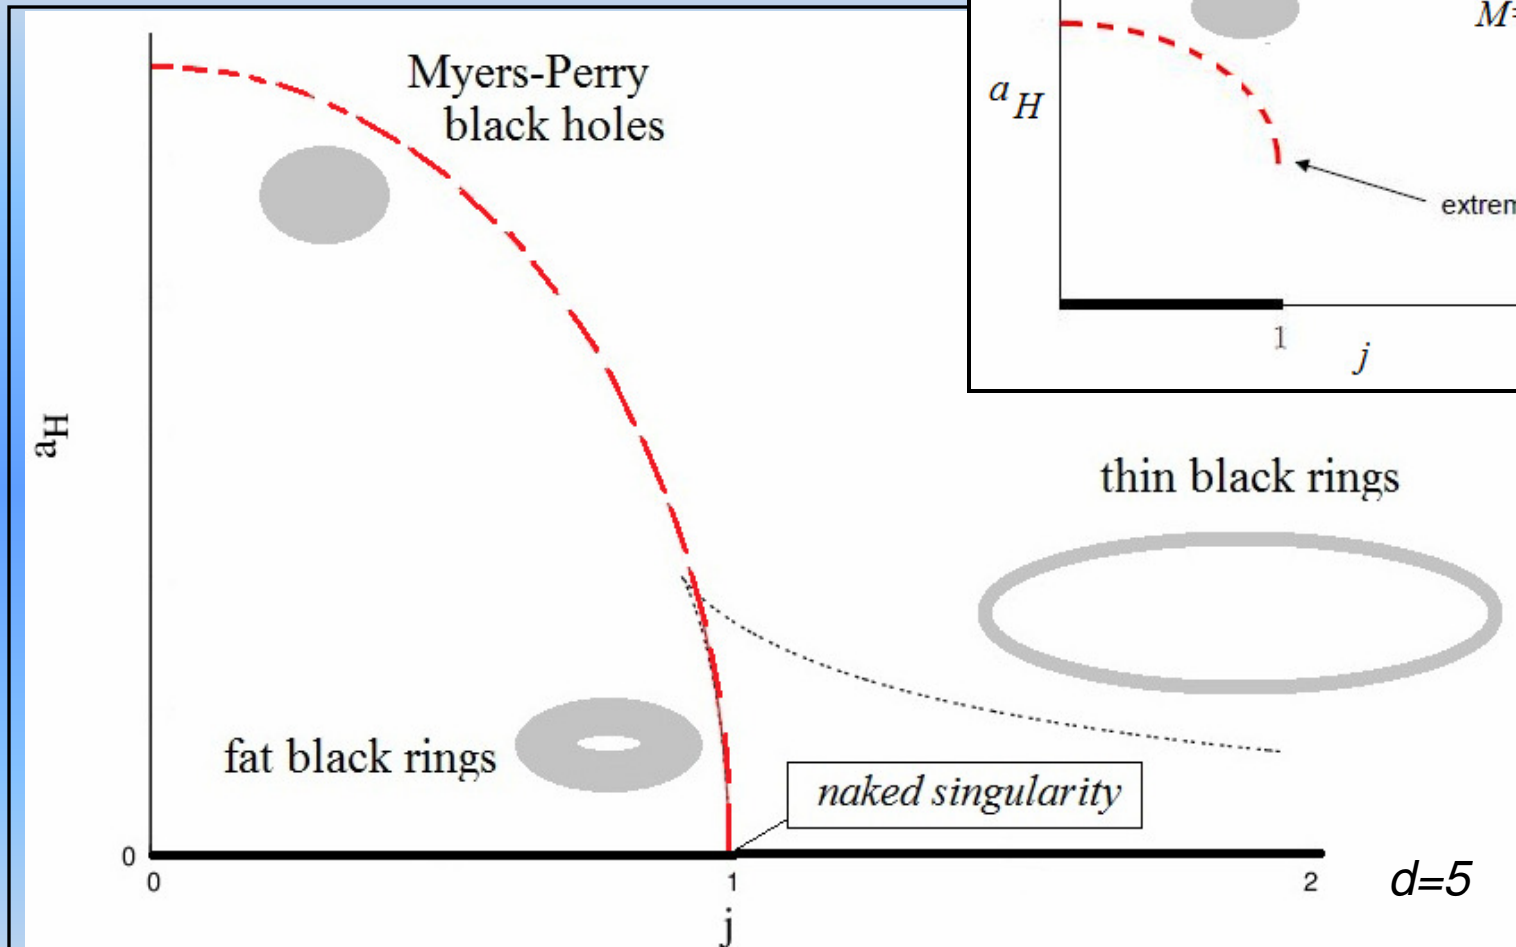 Myers-Perry
black holes
a_H
thin black rings
fat black rings
naked singularity
0
0
1
2
j
d=5
a_H
1
j